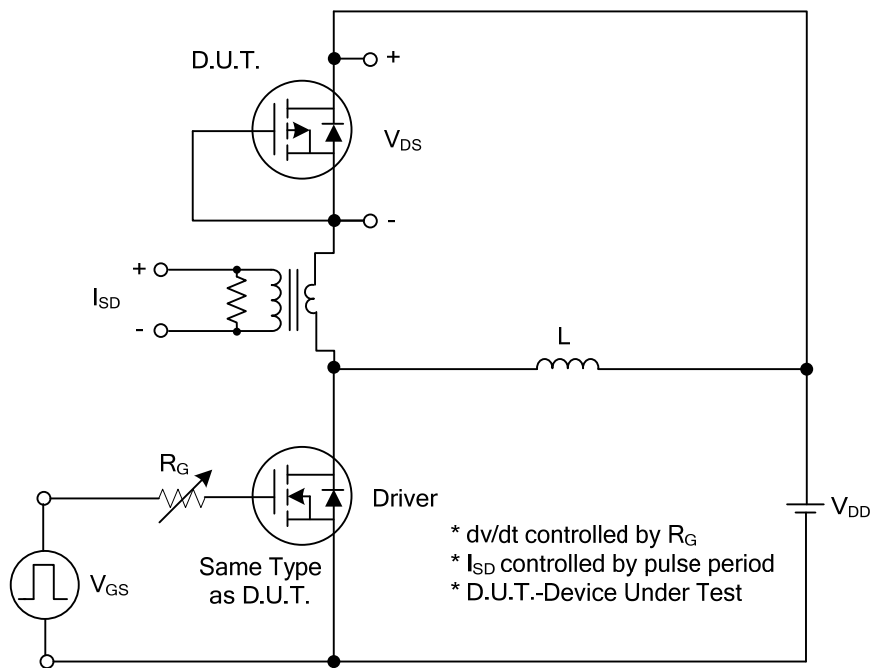 D.U.T.
+
VDS
-
+
ISD
-
L
RG
Driver
VDD
VGS
Same Type
as D.U.T.
* dv/dt controlled by RG
* ISD controlled by pulse period
* D.U.T.-Device Under Test